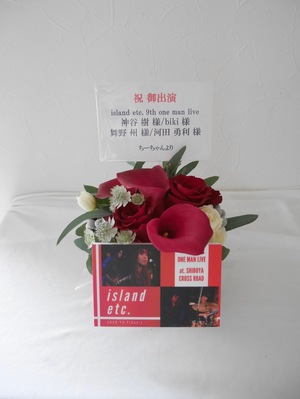 祝 御出演
island etc. 9th one man live
神谷 樹 様/biki 様
舞野 州 様/河田 勇利 様
ちーちゃんより
ONE MAN LIVE
at. SHIBUYA
CROSS ROAD
island
etc.